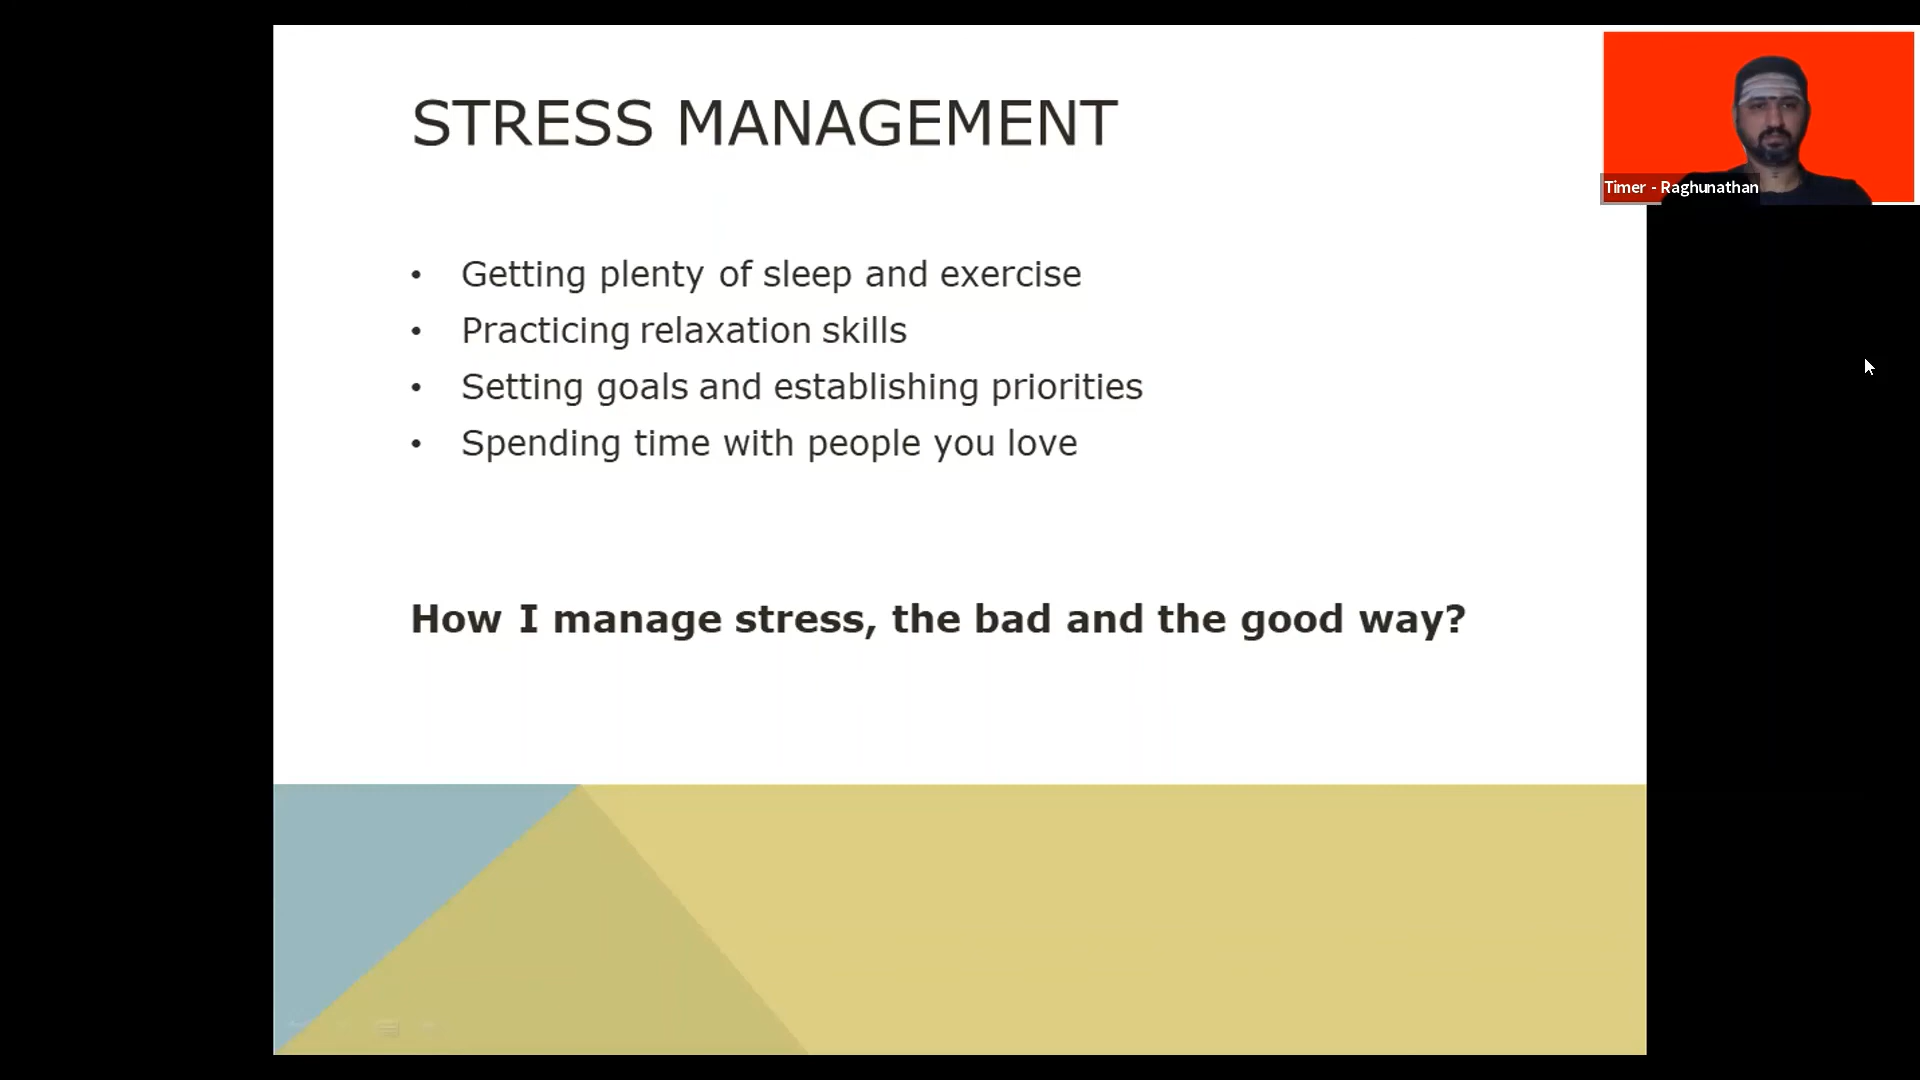 STRESS MANAGEMENT
Timer - Raghunathan
• Getting plenty of sleep and exercise
• Practicing relaxation skills
• Setting goals and establishing priorities
• Spending time with people you love
How I manage stress, the bad and the good way?